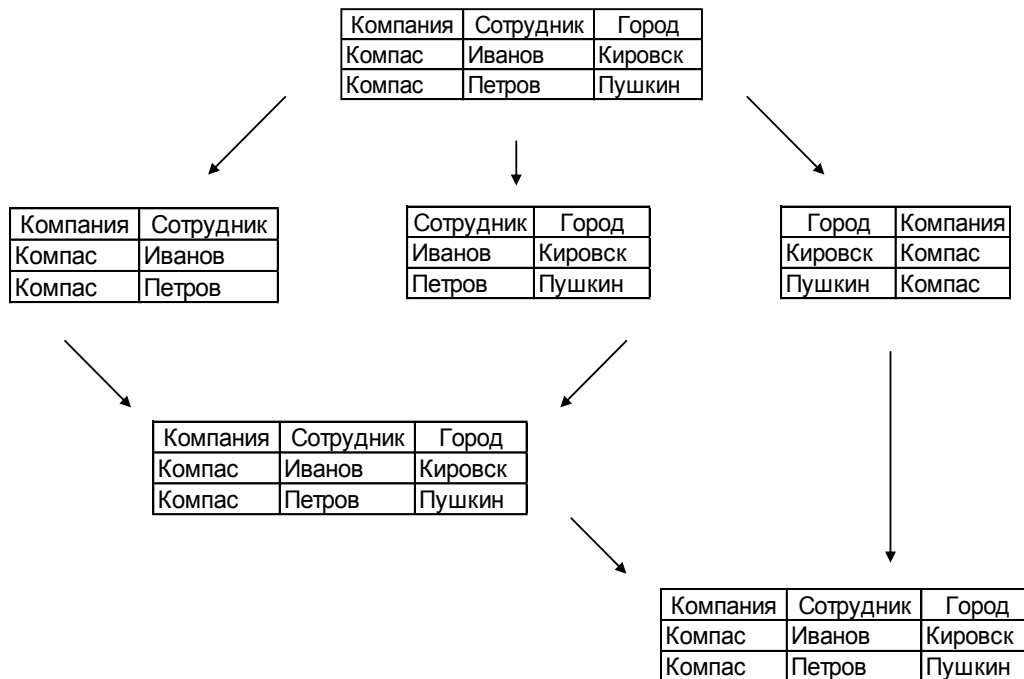 Компания Сотрудник Город
Компас Иванов Кировск
Компас Петров Пушкин
Компания Сотрудник
Компас Иванов
Компас Петров
Сотрудник Город
Иванов Кировск
Петров Пушкин
Город Компания
Кировск Компас
Пушкин Компас
Компания Сотрудник Город
Компас Иванов Кировск
Компас Петров Пушкин
Компания Сотрудник Город
Компас Иванов Кировск
Компас Петров Пушкин